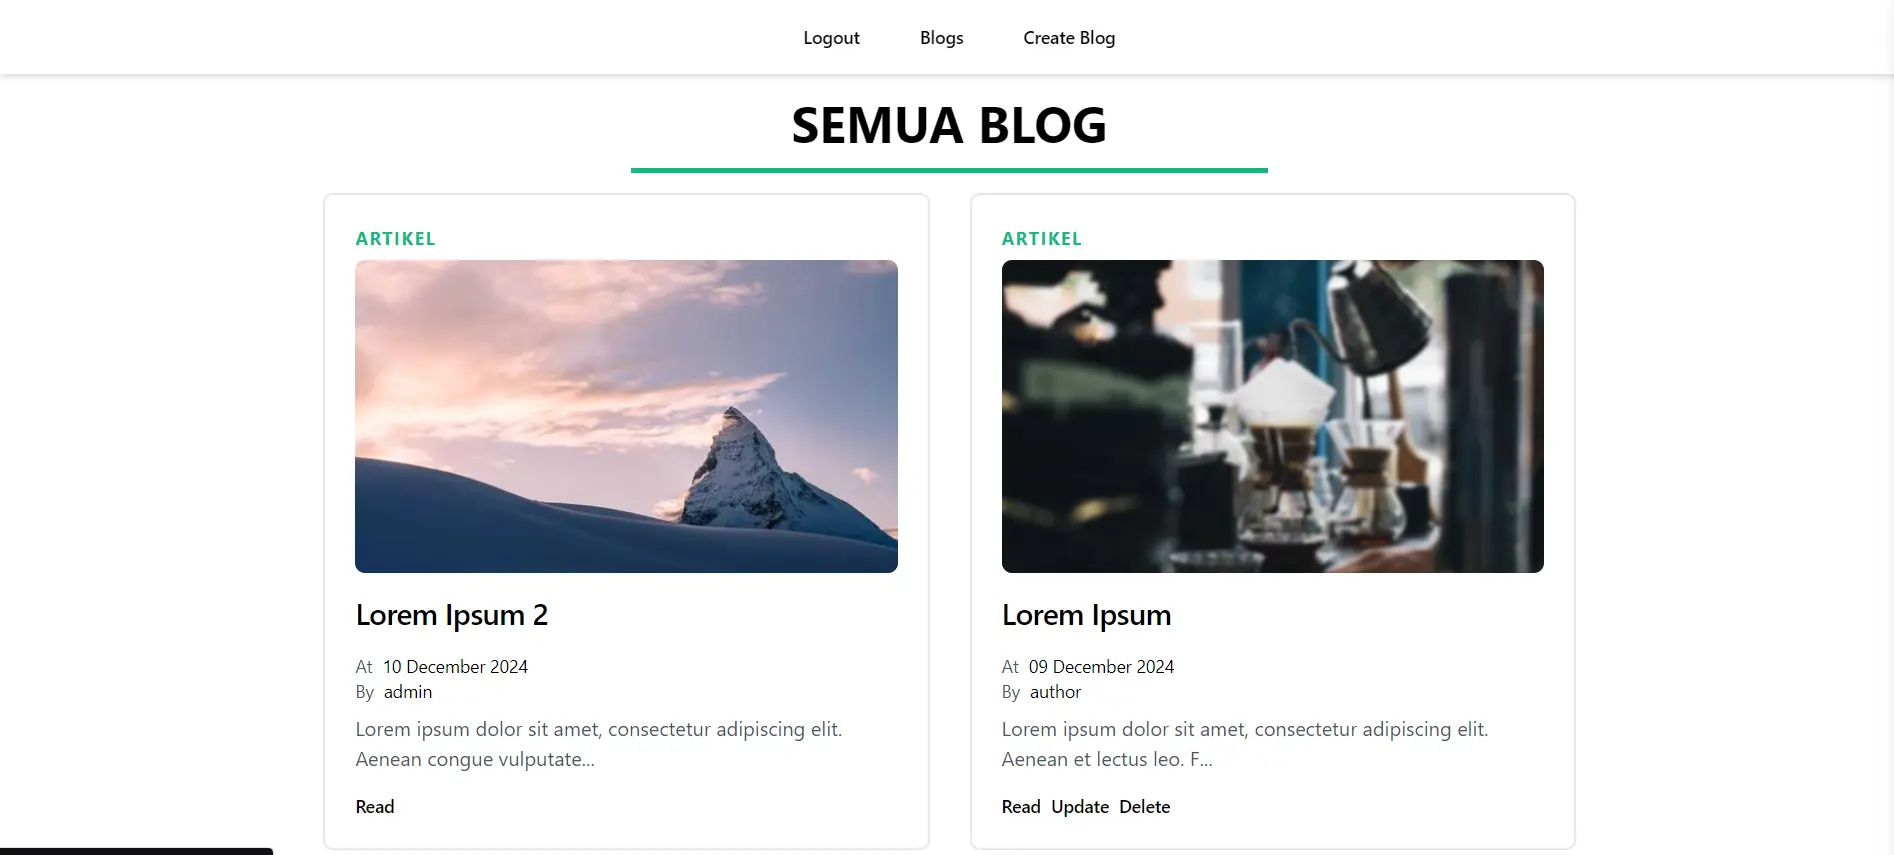 Logout Blogs Create Blog
SEMUA BLOG
ARTIKEL
Lorem Ipsum 2
At 10 December 2024
By admin
Lorem ipsum dolor sit amet, consectetur adipiscing elit.
Aenean congue vulputate...
Read
ARTIKEL
Lorem Ipsum
At 09 December 2024
By author
Lorem ipsum dolor sit amet, consectetur adipiscing elit.
Aenean et lectus leo. F...
Read Update Delete